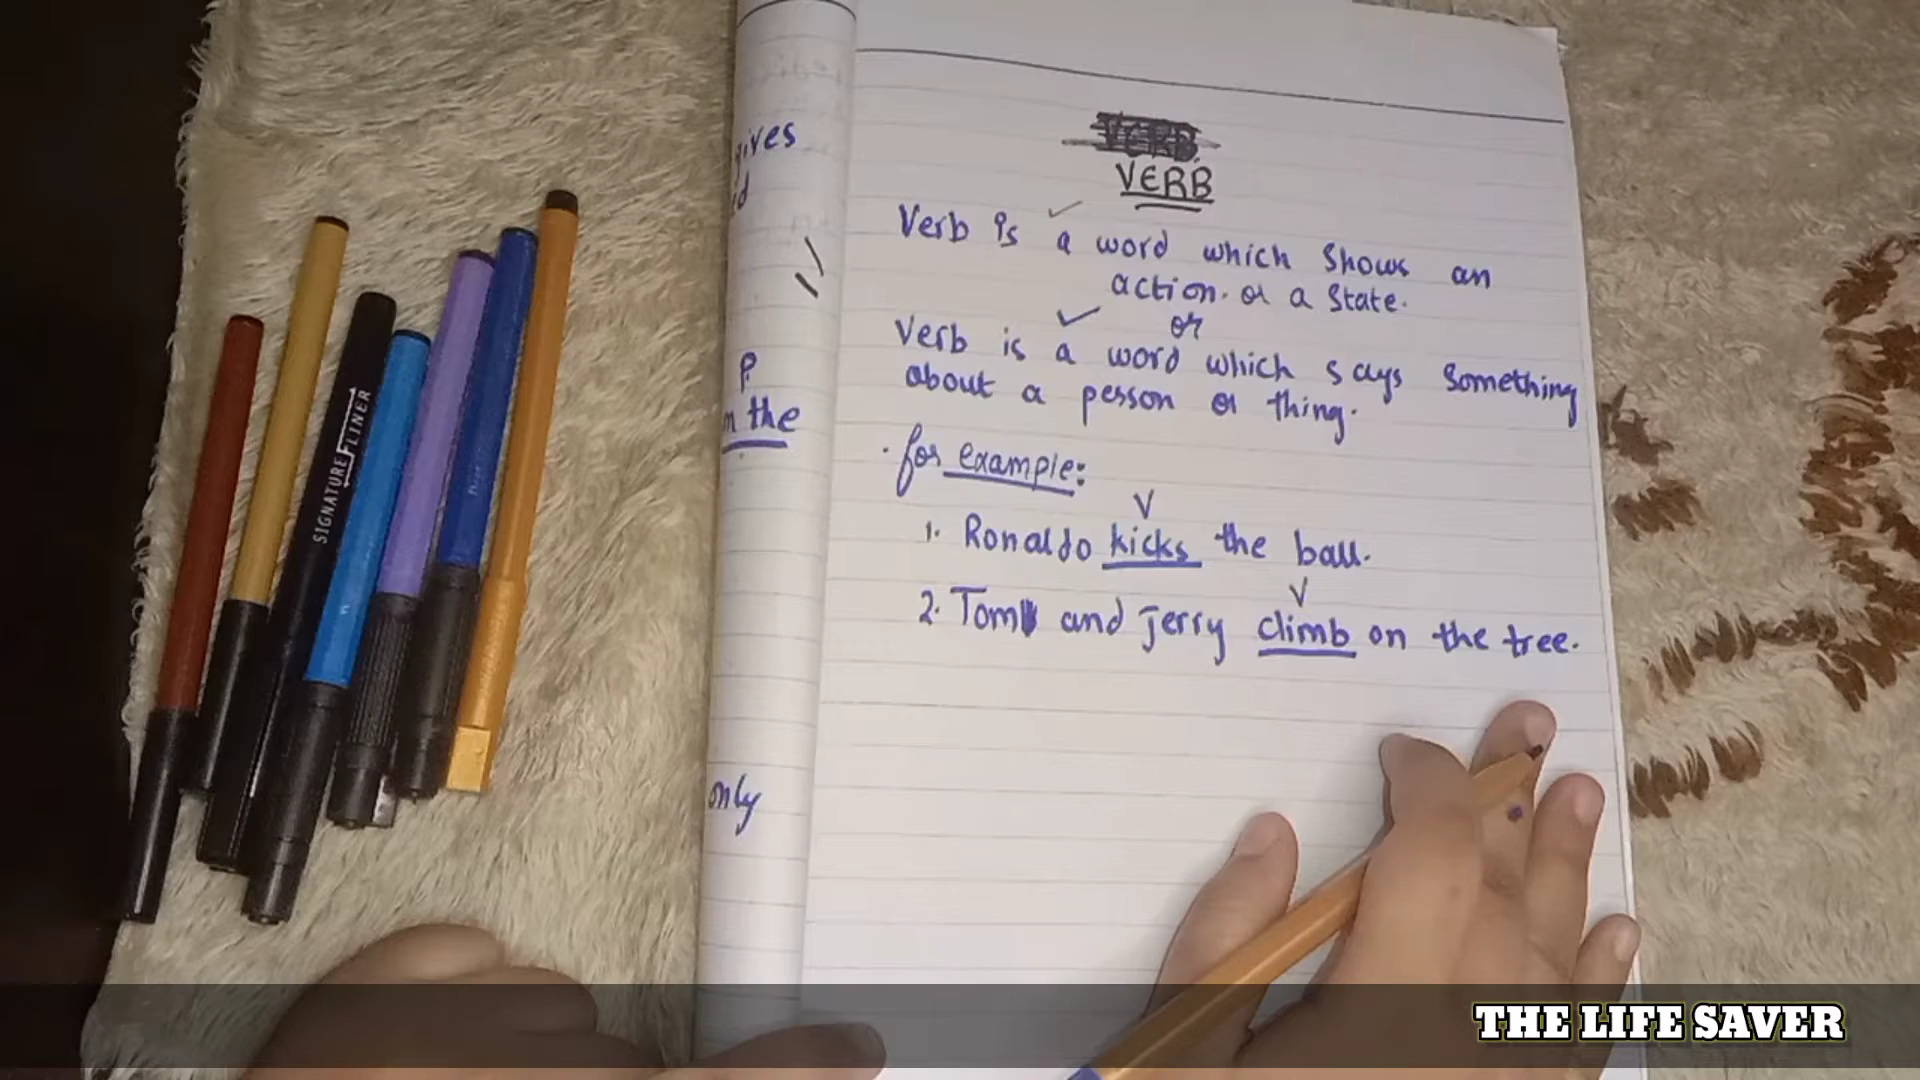 gives
P.
the
only
VERB
VERB
Verb is a word which shows an
action. or a state.
or
Verb is a word which says something
about a person or thing.
. for example:
V
1. Ronaldo kicks the ball.
V
2. Tom and Jerry climb on the tree.
SIGNATURE FLINER
THE LIFE SAVER